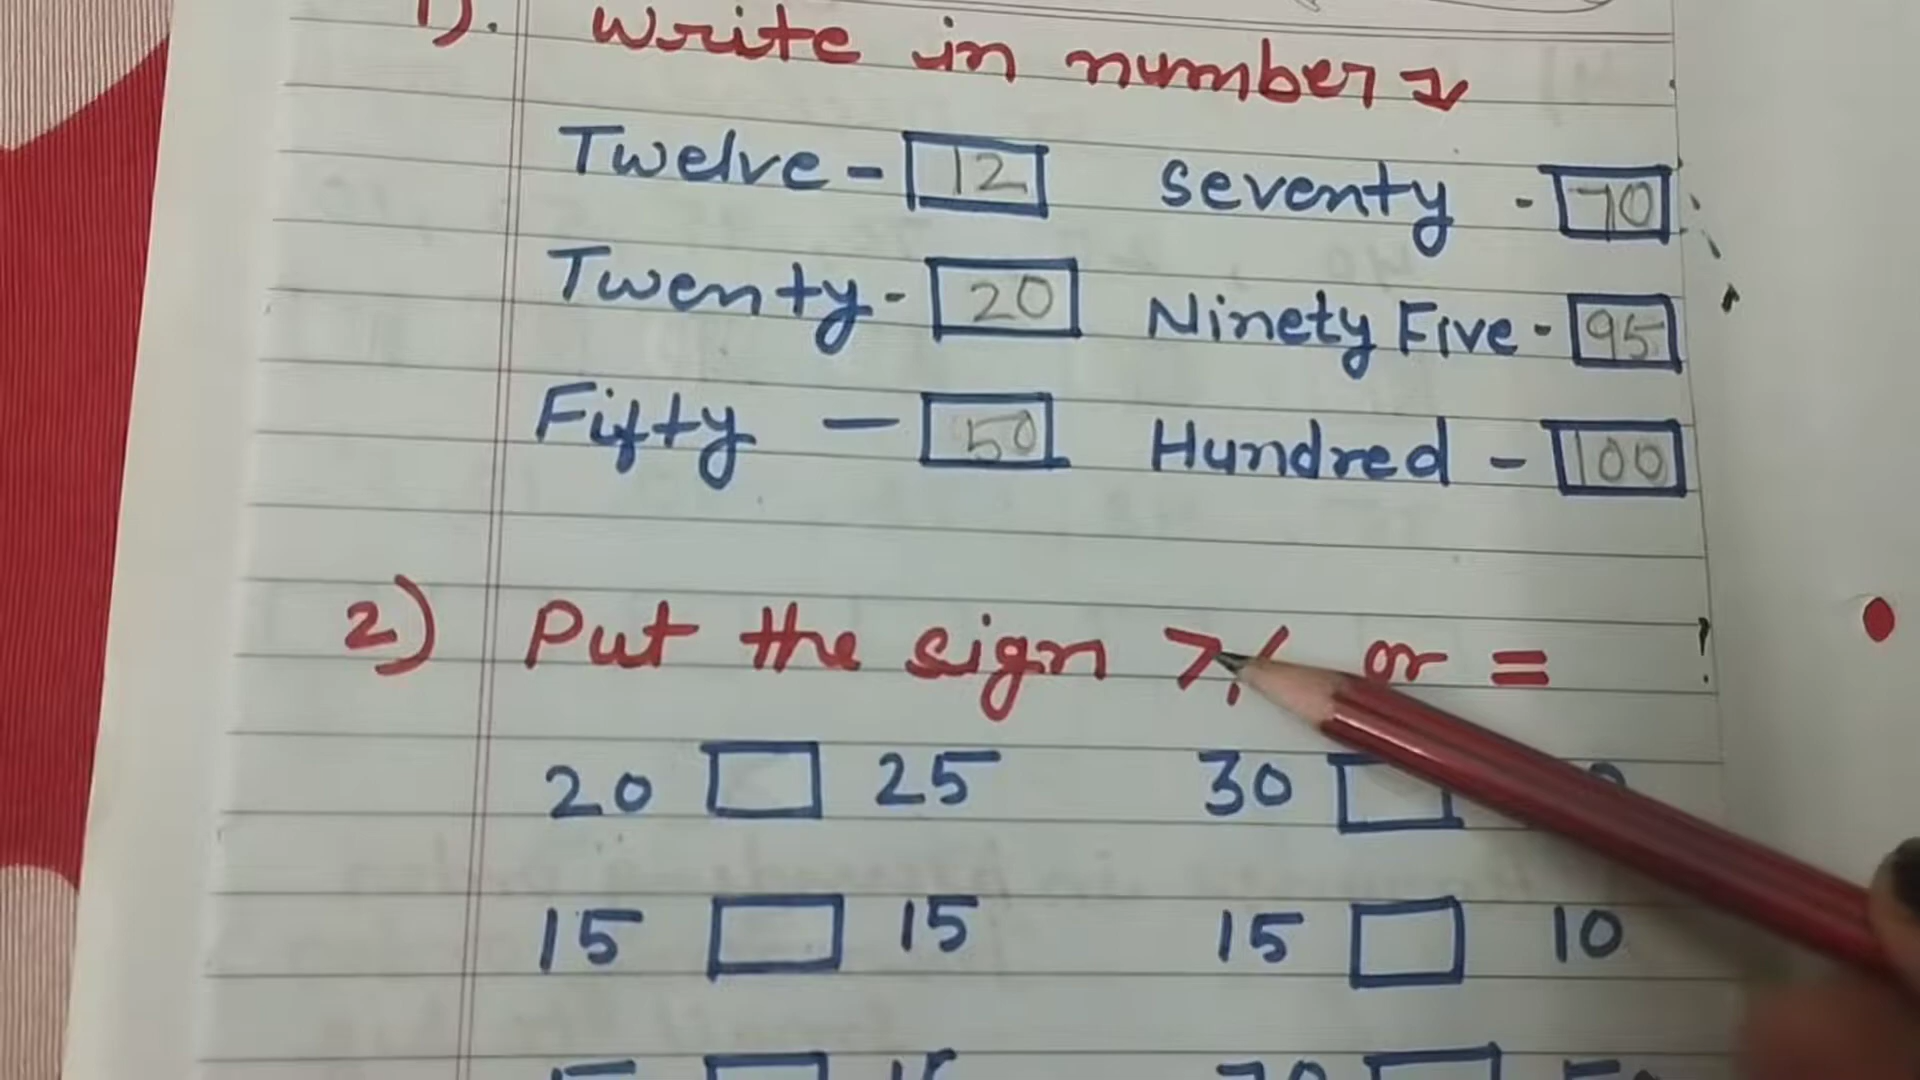 1). Write in number
Twelve - 12 Seventy - 70
Twenty - 20 Ninety Five - 95
Fifty - 50 Hundred - 100
2) Put the sign >, < or =
20 25 30
15 15 15 10